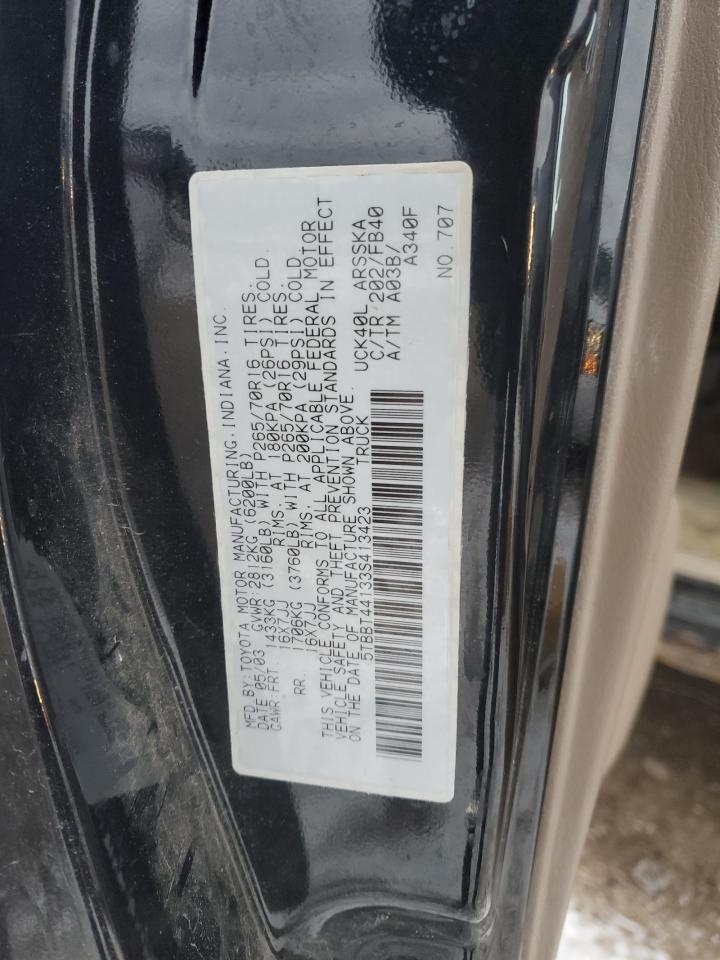 MFD.BY:TOYOTA MOTOR MANUFACTURING.INDIANA.INC.
DATE 05/03 GVWR:2812KG (6200LB)
GAWR:FRT. 1433KG (3160LB) WITH P265/70R16 TIRES.
16X7JJ RIMS. AT 180KPA (26PSI) COLD.
RR. 1706KG (3760LB) WITH P265/70R16 TIRES.
16X7JJ RIMS. AT 200KPA (29PSI) COLD.
THIS VEHICLE CONFORMS TO ALL APPLICABLE FEDERAL MOTOR
VEHICLE SAFETY AND THEFT PREVENTION STANDARDS IN EFFECT
ON THE DATE OF MANUFACTURE SHOWN ABOVE.
5TBBT44133S413423 TRUCK
UCK40L ARSSKA
C/TR 202/FB40
A/TM A03B/
A340F
NO.707